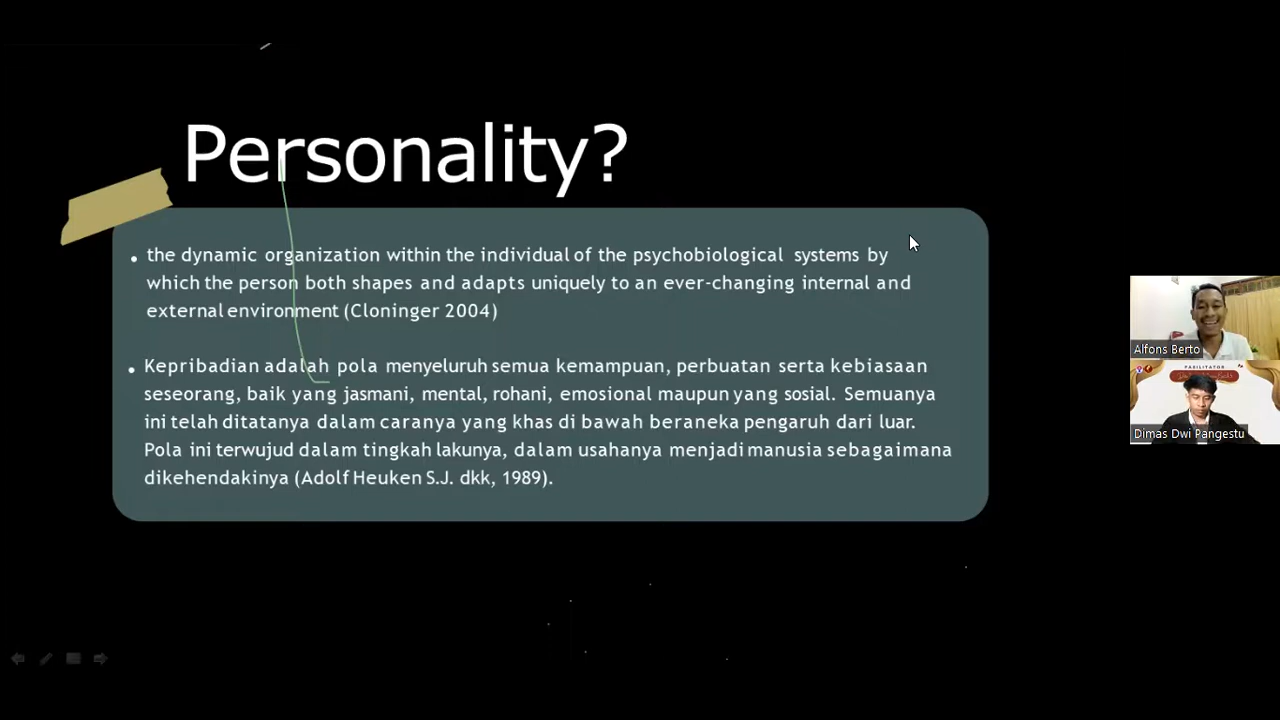 Personality?
• the dynamic organization within the individual of the psychobiological systems by
which the person both shapes and adapts uniquely to an ever-changing internal and
external environment (Cloninger 2004)
• Kepribadian adalah pola menyeluruh semua kemampuan, perbuatan serta kebiasaan
seseorang, baik yang jasmani, mental, rohani, emosional maupun yang sosial. Semuanya
ini telah ditatanya dalam caranya yang khas di bawah beraneka pengaruh dari luar.
Pola ini terwujud dalam tingkah lakunya, dalam usahanya menjadi manusia sebagaimana
dikehendakinya (Adolf Heuken S.J. dkk, 1989).
Alfons Berto
FASILITATOR
Dimas Dwi Pangestu